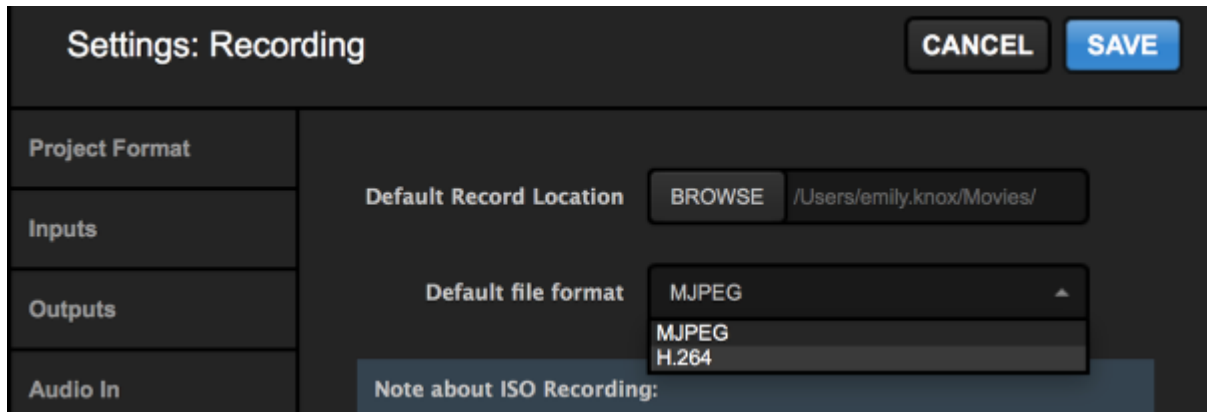 Settings: Recording
CANCEL
SAVE
Project Format
Default Record Location
BROWSE
/Users/emily.knox/Movies/
Inputs
Default file format
MJPEG
Outputs
MJPEG
H.264
Audio In
Note about ISO Recording: